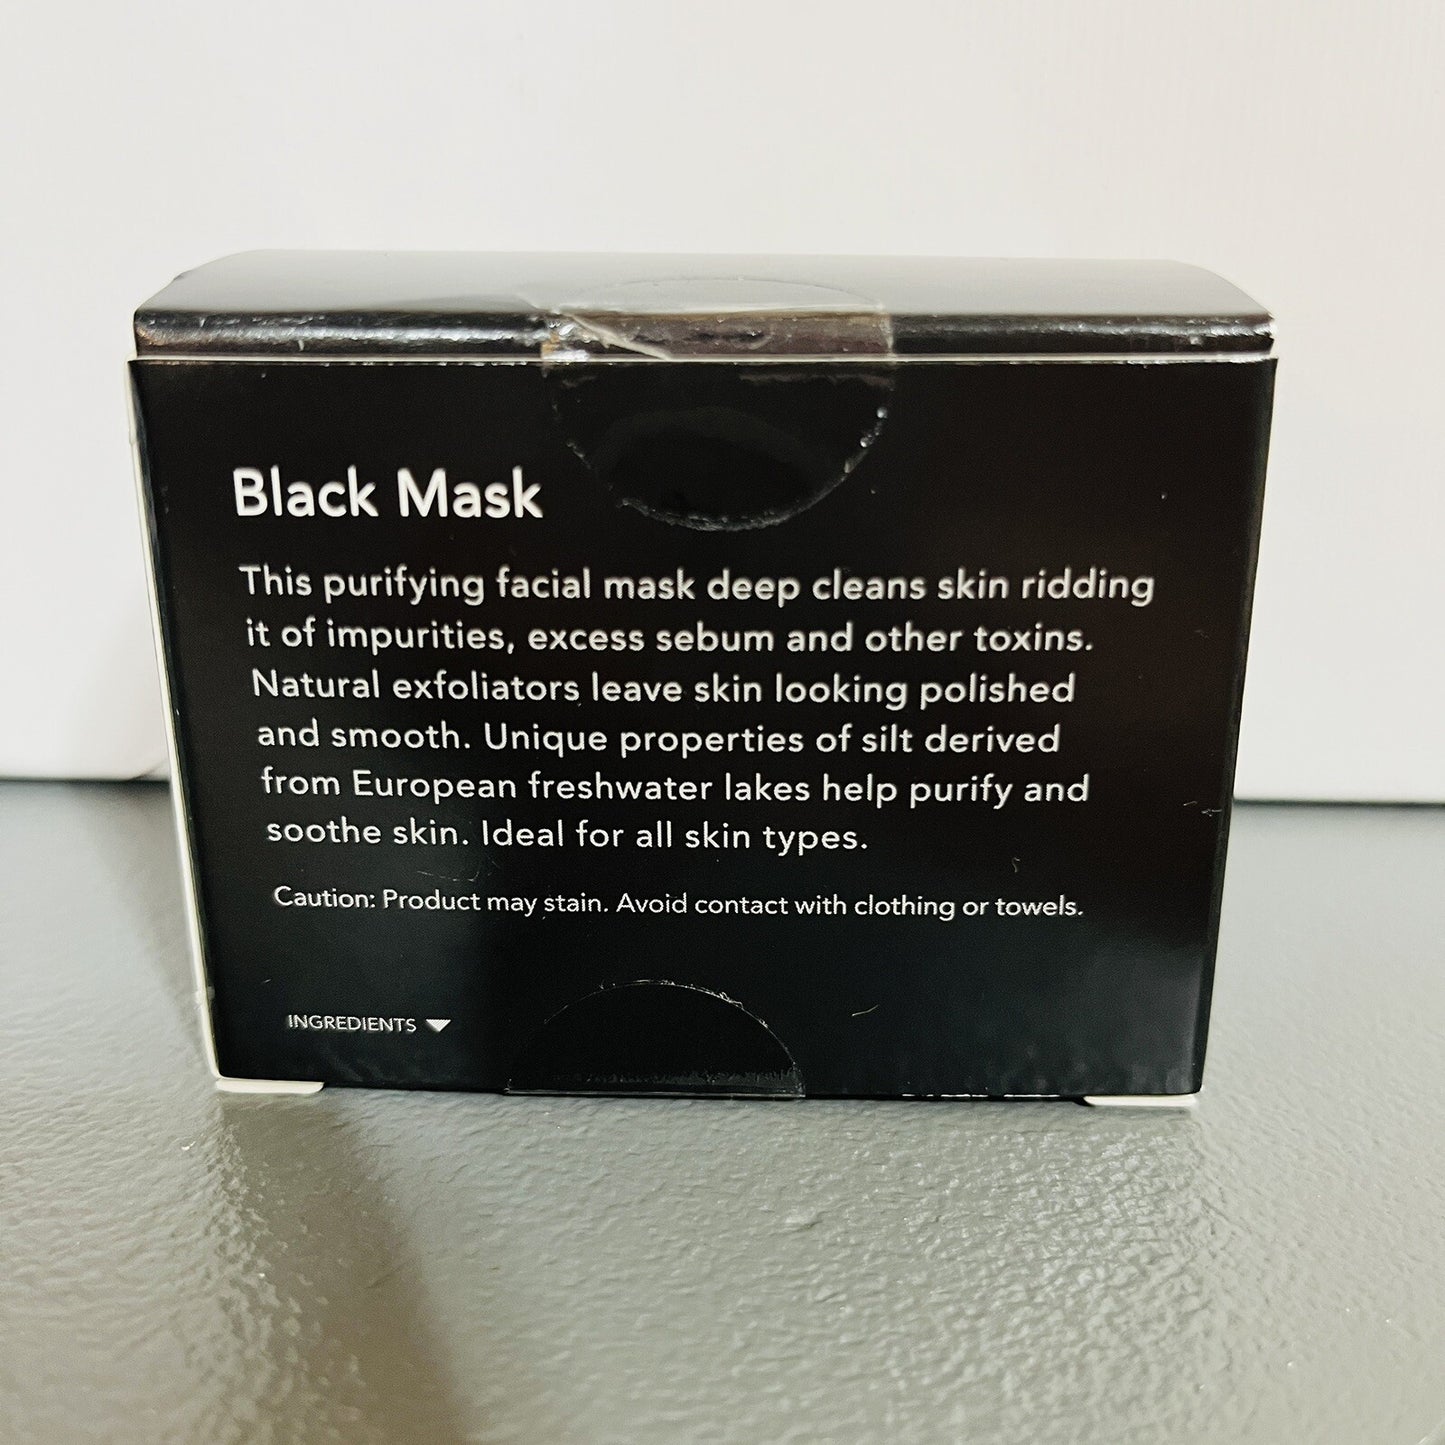 Black Mask
This purifying facial mask deep cleans skin ridding
it of impurities, excess sebum and other toxins.
Natural exfoliators leave skin looking polished
and smooth. Unique properties of silt derived
from European freshwater lakes help purify and
soothe skin. Ideal for all skin types.
Caution: Product may stain. Avoid contact with clothing or towels.
INGREDIENTS